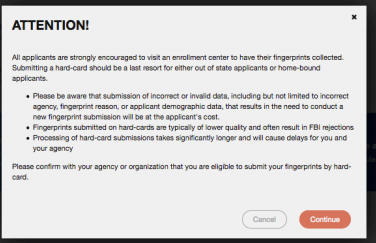 ATTENTION!
All applicants are strongly encouraged to visit an enrollment center to have their fingerprints collected.
Submitting a hard-card should be a last resort for either out of state applicants or home-bound
applicants.
• Please be aware that submission of incorrect or invalid data, including but not limited to incorrect
agency, fingerprint reason, or applicant demographic data, that results in the need to conduct a
new fingerprint submission will be at the applicant's cost.
• Fingerprints submitted on hard-cards are typically of lower quality and often result in FBI rejections
• Processing of hard-card submissions takes significantly longer and will cause delays for you and
your agency
Please confirm with your agency or organization that you are eligible to submit your fingerprints by hard-
card.
Cancel
Continue